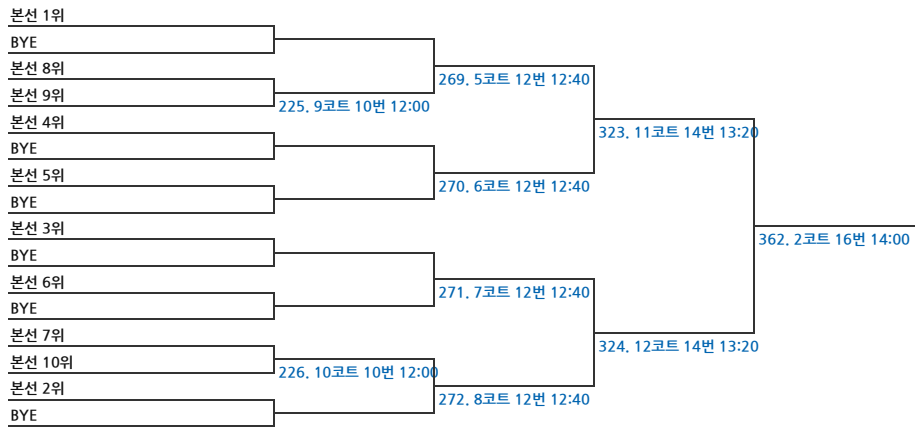 본선 1위
BYE
본선 8위
본선 9위
본선 4위
BYE
본선 5위
BYE
본선 3위
BYE
본선 6위
BYE
본선 7위
본선 10위
본선 2위
BYE
225. 9코트 10번 12:00
226. 10코트 10번 12:00
269. 5코트 12번 12:40
270. 6코트 12번 12:40
271. 7코트 12번 12:40
272. 8코트 12번 12:40
323. 11코트 14번 13:20
324. 12코트 14번 13:20
362. 2코트 16번 14:00